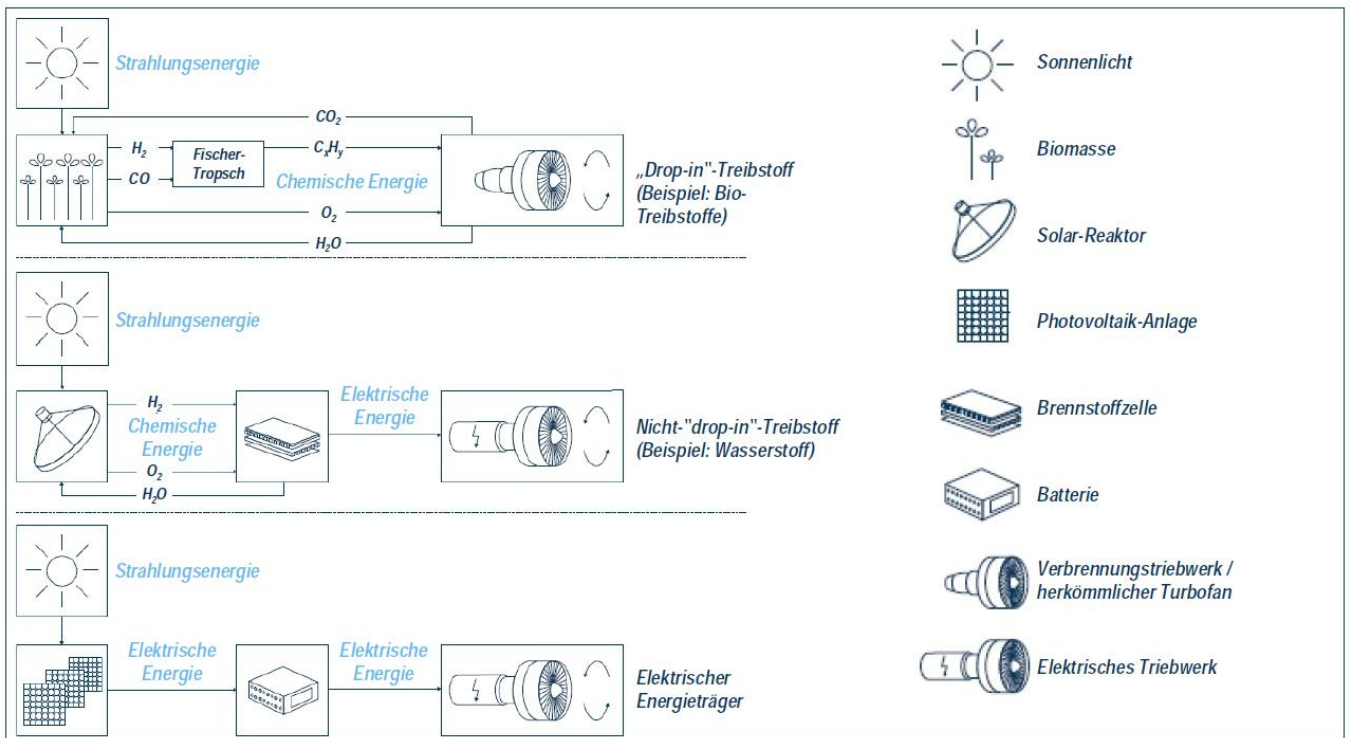 Strahlungsenergie
CO₂
H₂
Fischer-
Tropsch
CₓHᵧ
CO
Chemische Energie
O₂
H₂O
„Drop-in"-Treibstoff
(Beispiel: Bio-
Treibstoffe)
Strahlungsenergie
H₂
Chemische
Energie
O₂
H₂O
Elektrische
Energie
Nicht-"drop-in"-Treibstoff
(Beispiel: Wasserstoff)
Strahlungsenergie
Elektrische
Energie
Elektrische
Energie
Elektrischer
Energieträger
Sonnenlicht
Biomasse
Solar-Reaktor
Photovoltaik-Anlage
Brennstoffzelle
Batterie
Verbrennungstriebwerk /
herkömmlicher Turbofan
Elektrisches Triebwerk